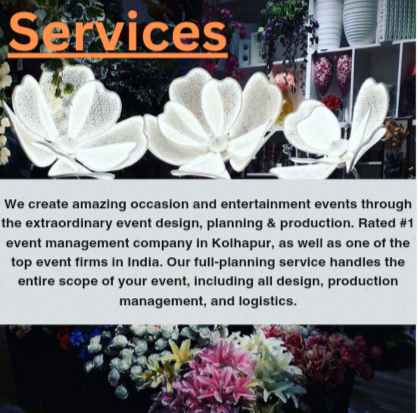 Services
We create amazing occasion and entertainment events through
the extraordinary event design, planning & production. Rated #1
event management company in Kolhapur, as well as one of the
top event firms in India. Our full-planning service handles the
entire scope of your event, including all design, production
management, and logistics.